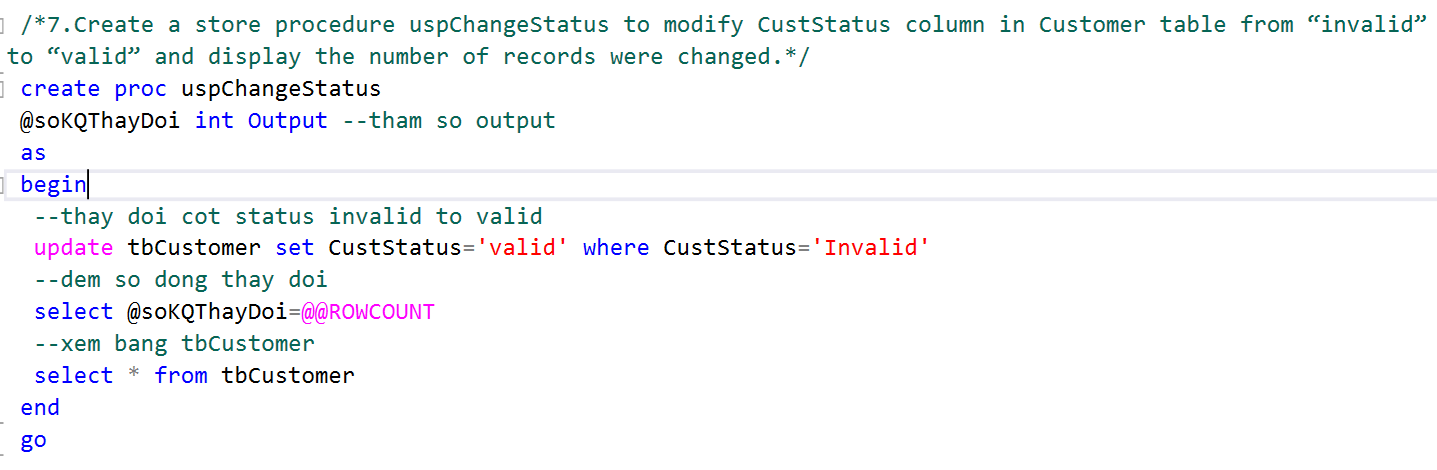 /*7.Create a store procedure uspChangeStatus to modify CustStatus column in Customer table from “invalid”
to “valid” and display the number of records were changed.*/
create proc uspChangeStatus
@soKQThayDoi int Output --tham so output
as
begin
--thay doi cot status invalid to valid
update tbCustomer set CustStatus='valid' where CustStatus='Invalid'
--dem so dong thay doi
select @soKQThayDoi=@@ROWCOUNT
--xem bang tbCustomer
select * from tbCustomer
end
go